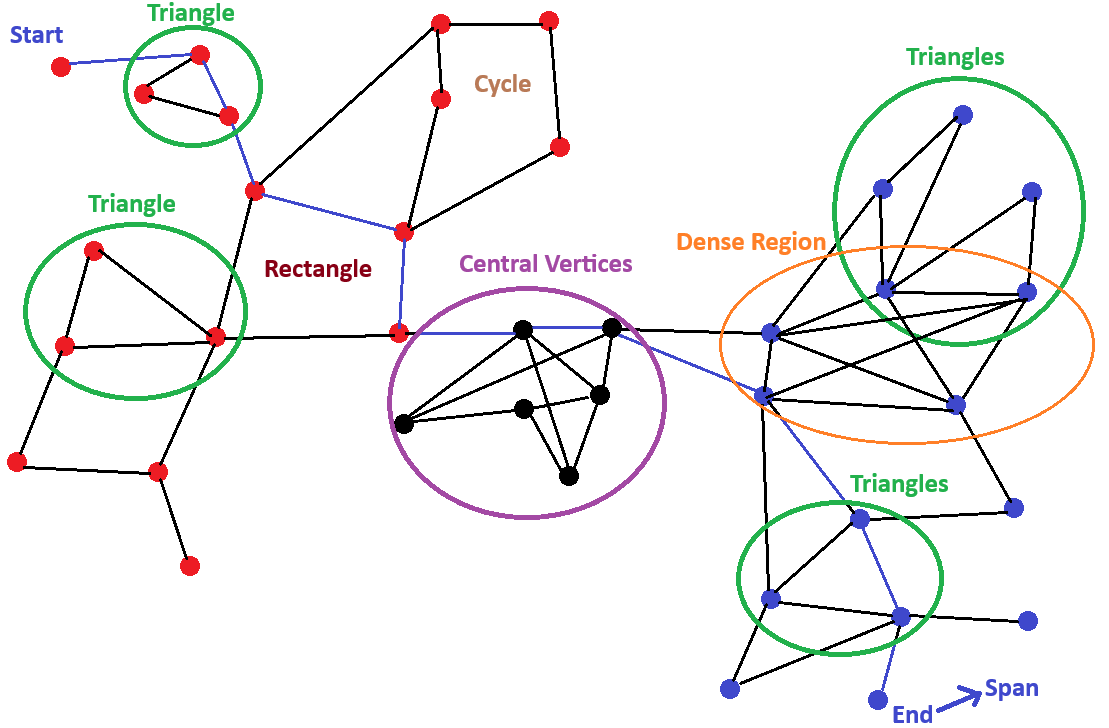 Triangle
Start
Triangles
Cycle
Triangle
Dense Region
Rectangle
Central Vertices
Triangles
Span
End